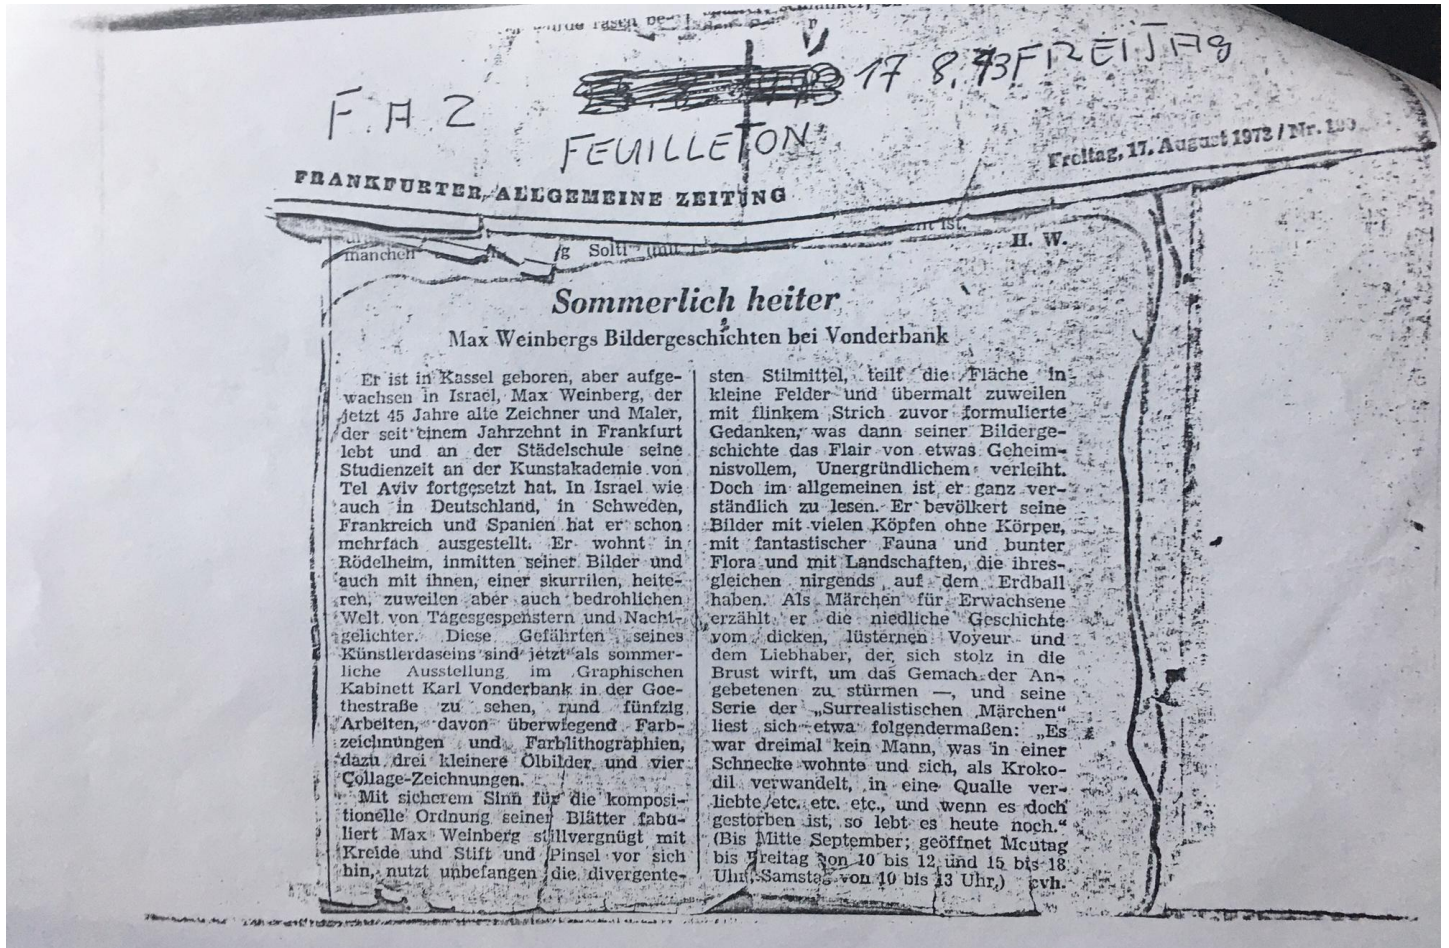 F.A.Z
17 8.73 FREITAG
FEUILLETON
FRANKFURTER ALLGEMEINE ZEITUNG
Freitag, 17. August 1973 / Nr.
manchen
Solti
ist.
H. W.
Sommerlich heiter
Max Weinbergs Bildergeschichten bei Vonderbank
Er ist in Kassel geboren, aber aufge-
wachsen in Israel, Max Weinberg, der
jetzt 45 Jahre alte Zeichner und Maler,
der seit einem Jahrzehnt in Frankfurt
lebt und an der Städelschule seine
Studienzeit an der Kunstakademie von
Tel Aviv fortgesetzt hat. In Israel wie
auch in Deutschland, in Schweden,
Frankreich und Spanien hat er schon
mehrfach ausgestellt. Er wohnt in
Rödelheim, inmitten seiner Bilder und
auch mit ihnen, einer skurrilen, heite-
ren, zuweilen aber auch bedrohlichen
Welt von Tagesgespenstern und Nacht-
gelichter. Diese Gefährten seines
Künstlerdaseins sind jetzt als sommer-
liche Ausstellung im Graphischen
Kabinett Karl Vonderbank in der Goe-
thestraße zu sehen, rund fünfzig
Arbeiten, davon überwiegend Farb-
zeichnungen und Farblithographien,
dazu drei kleinere Ölbilder und vier
Collage-Zeichnungen.
Mit sicherem Sinn für die komposi-
tionelle Ordnung seiner Blätter fabu-
liert Max Weinberg stillvergnügt mit
Kreide und Stift und Pinsel vor sich
hin, nutzt unbefangen die divergente-
sten Stilmittel, teilt die Fläche in
kleine Felder und übermalt zuweilen
mit flinkem Strich zuvor formulierte
Gedanken, was dann seiner Bilderge-
schichte das Flair von etwas Geheim-
nisvollem, Unergründlichem verleiht.
Doch im allgemeinen ist er ganz ver-
ständlich zu lesen. Er bevölkert seine
Bilder mit vielen Köpfen ohne Körper,
mit fantastischer Fauna und bunter
Flora und mit Landschaften, die ihres-
gleichen nirgends auf dem Erdball
haben. Als Märchen für Erwachsene
erzählt er die niedliche Geschichte
vom dicken, lüsternen Voyeur und
dem Liebhaber, der sich stolz in die
Brust wirft, um das Gemach der An-
gebetenen zu stürmen —, und seine
Serie der „Surrealistischen Märchen“
liest sich etwa folgendermaßen: „Es
war dreimal kein Mann, was in einer
Schnecke wohnte und sich, als Kroko-
dil verwandelt, in eine Qualle ver-
liebte etc. etc. etc., und wenn es doch
gestorben ist, so lebt es heute noch.“
(Bis Mitte September; geöffnet Montag
bis Freitag von 10 bis 12 und 15 bis 18
Uhr, Samstag von 10 bis 13 Uhr.) cvh.